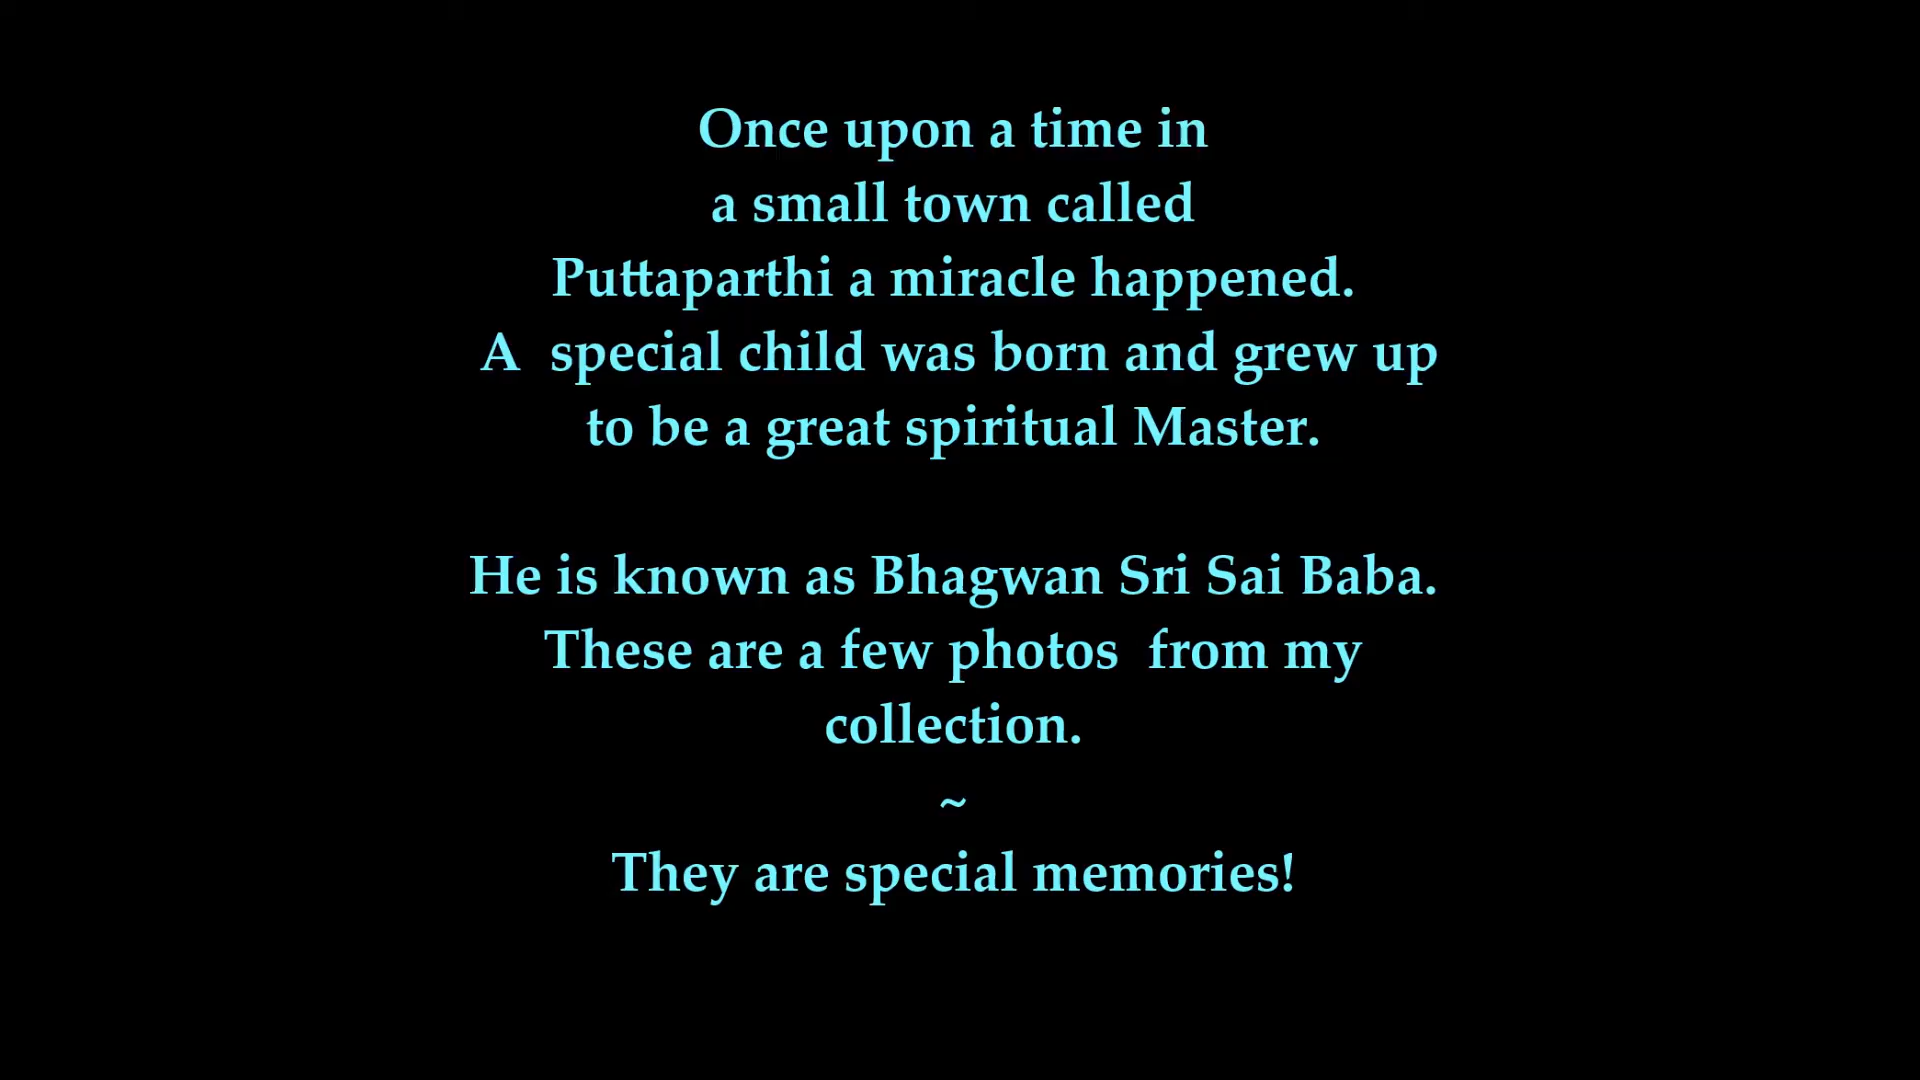 Once upon a time in
a small town called
Puttaparthi a miracle happened.
A  special child was born and grew up
to be a great spiritual Master.
He is known as Bhagwan Sri Sai Baba.
These are a few photos  from my
collection.
~
They are special memories!